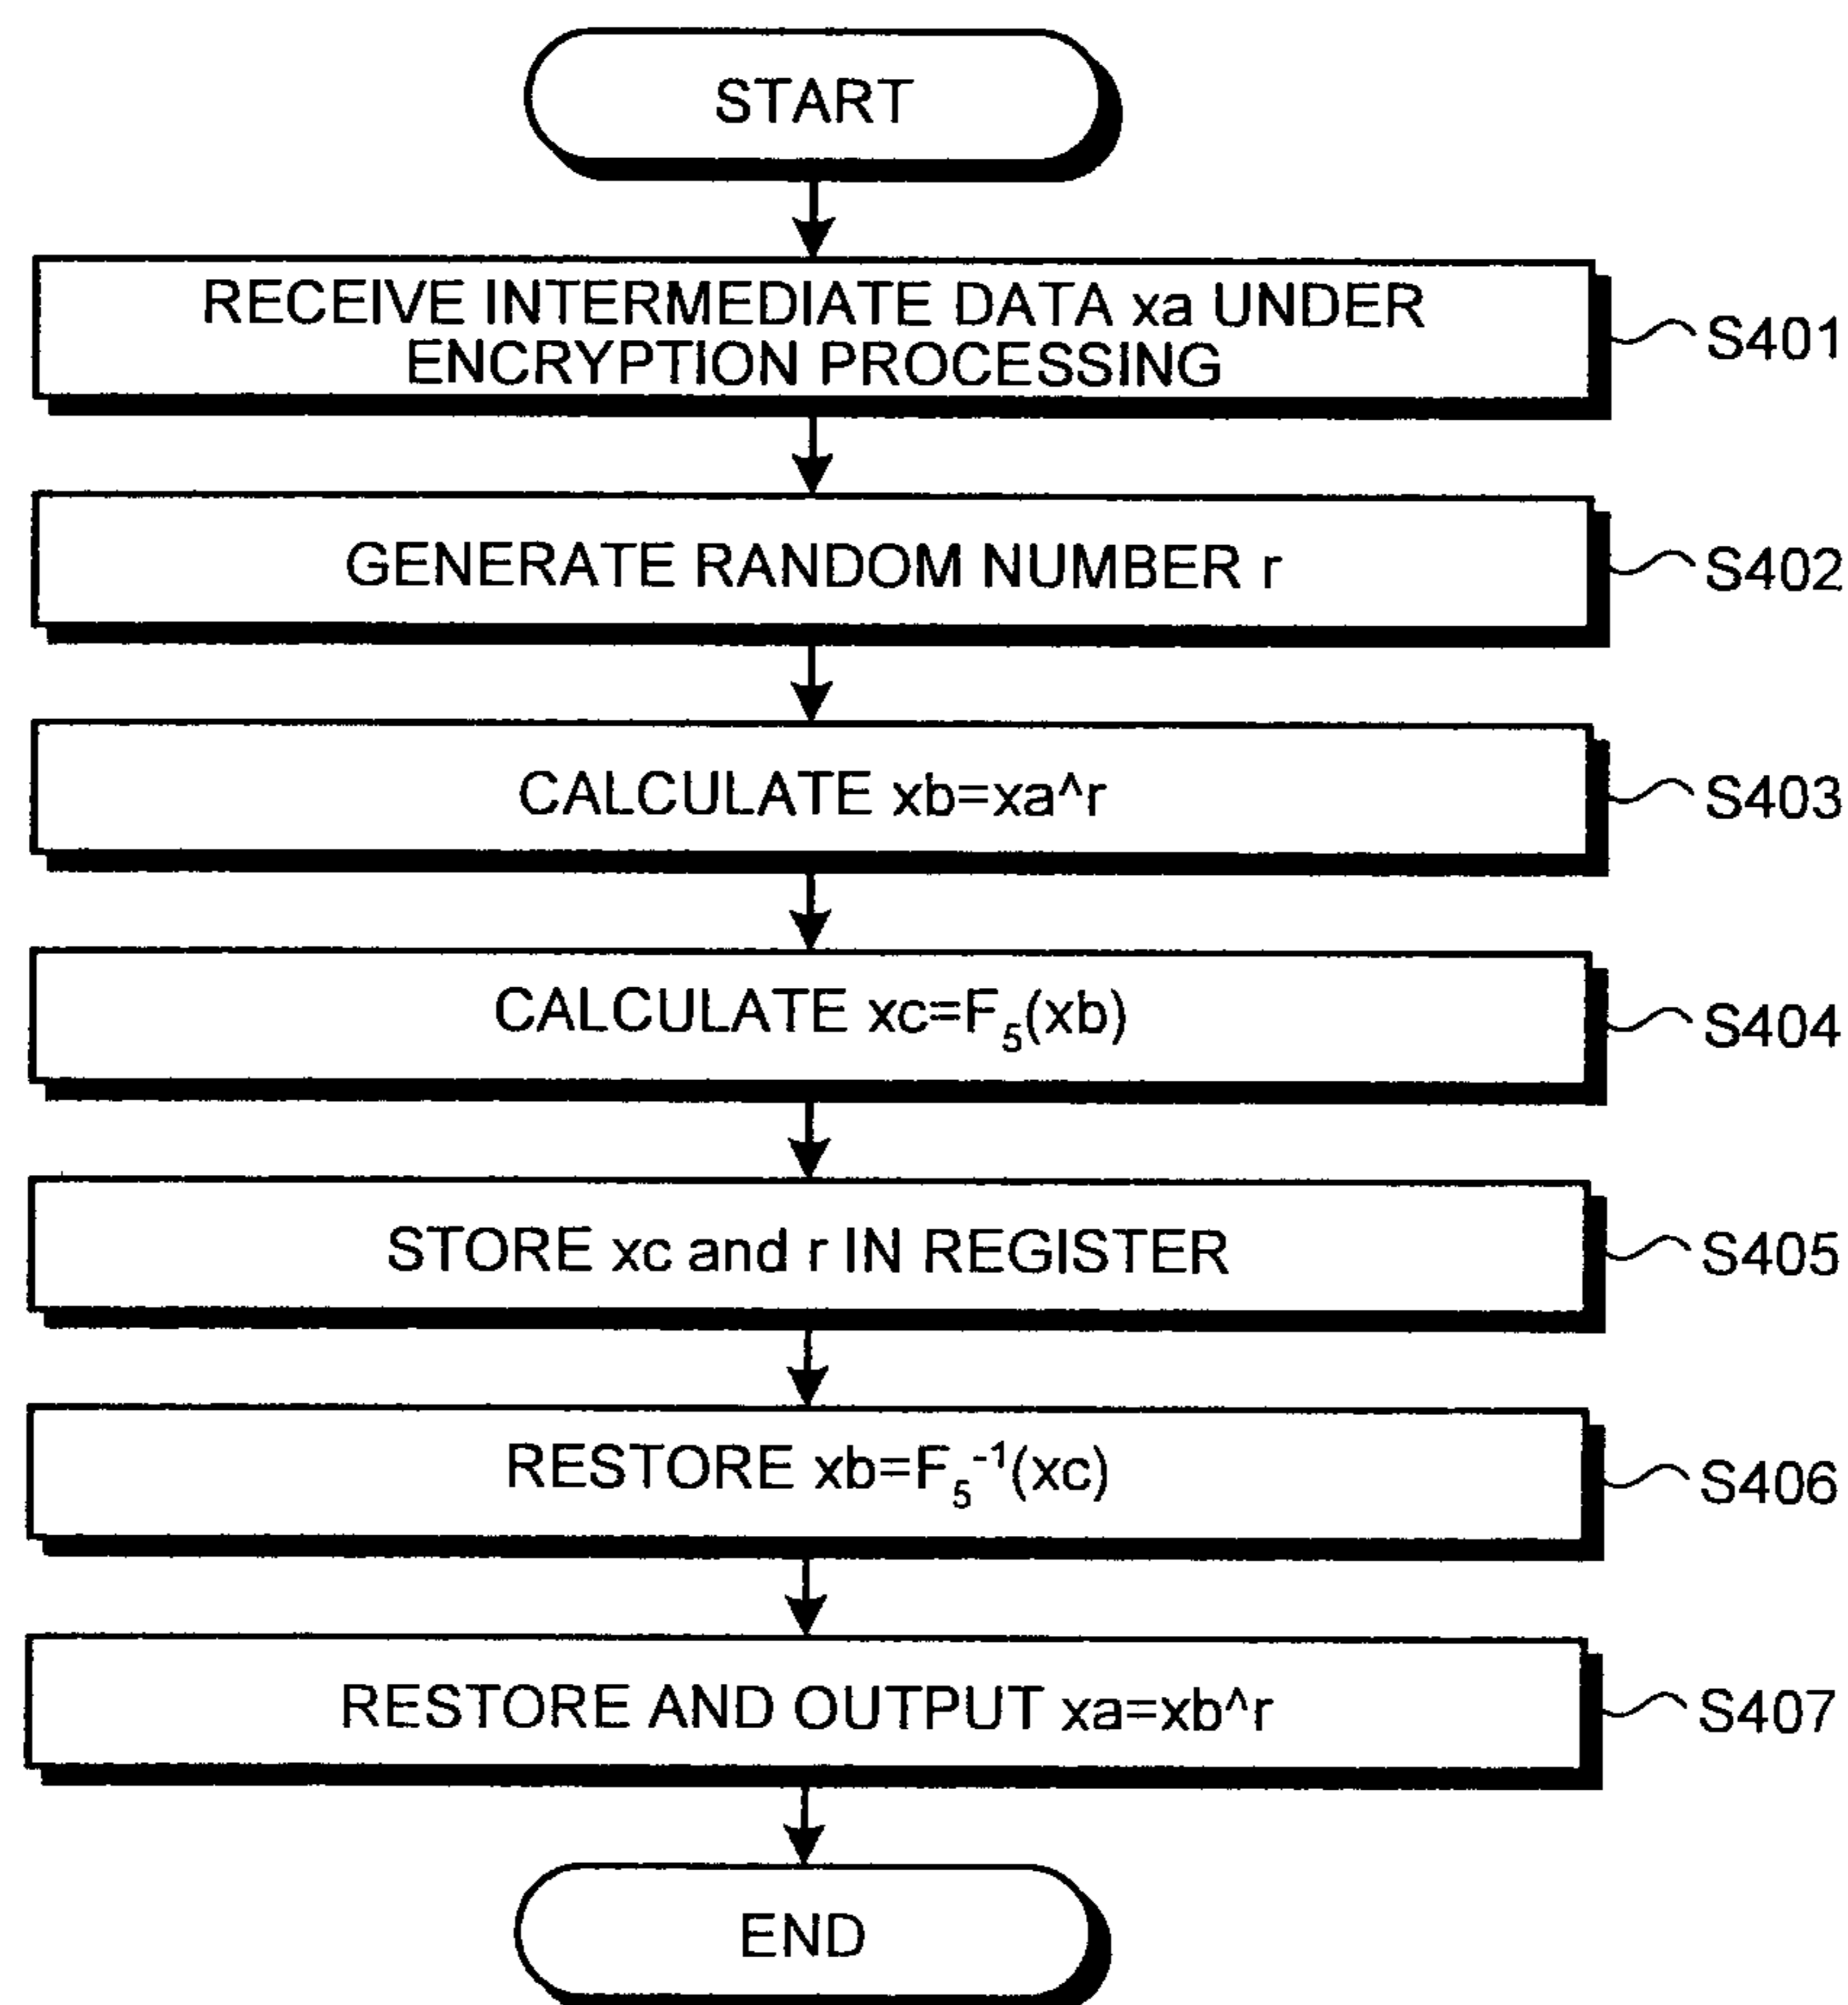 START
RECEIVE INTERMEDIATE DATA xa UNDER
ENCRYPTION PROCESSING
S401
GENERATE RANDOM NUMBER r
S402
CALCULATE xb=xa^r
S403
CALCULATE xc=F₅(xb)
S404
STORE xc and r IN REGISTER
S405
RESTORE xb=F₅⁻¹(xc)
S406
RESTORE AND OUTPUT xa=xb^r
S407
END